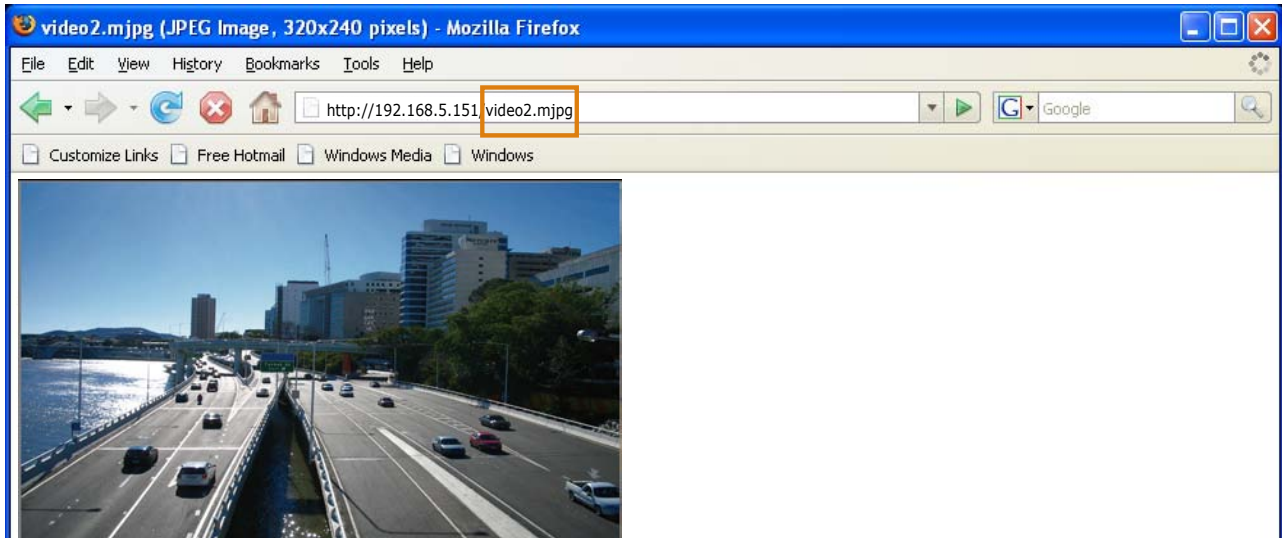 video2.mjpg (JPEG Image, 320x240 pixels) - Mozilla Firefox
File Edit View History Bookmarks Tools Help
http://192.168.5.151/video2.mjpg G Google
Customize Links Free Hotmail Windows Media Windows